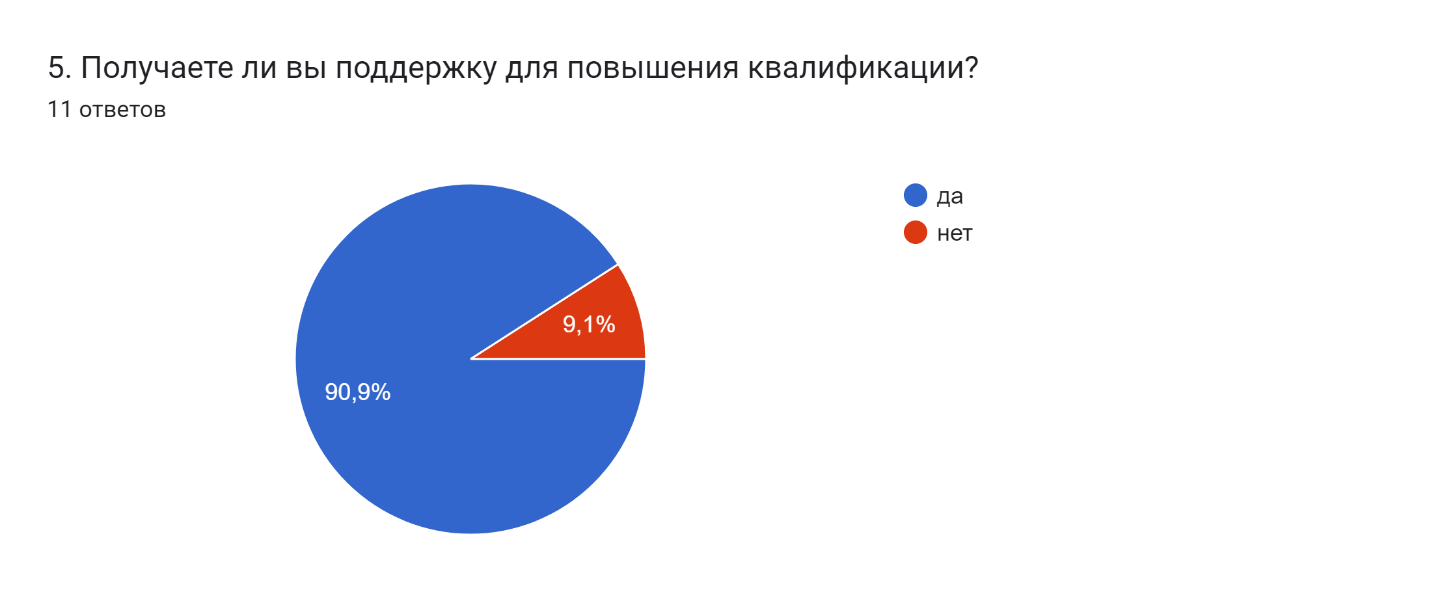 5. Получаете ли вы поддержку для повышения квалификации?
11 ответов
да
нет
9,1%
90,9%